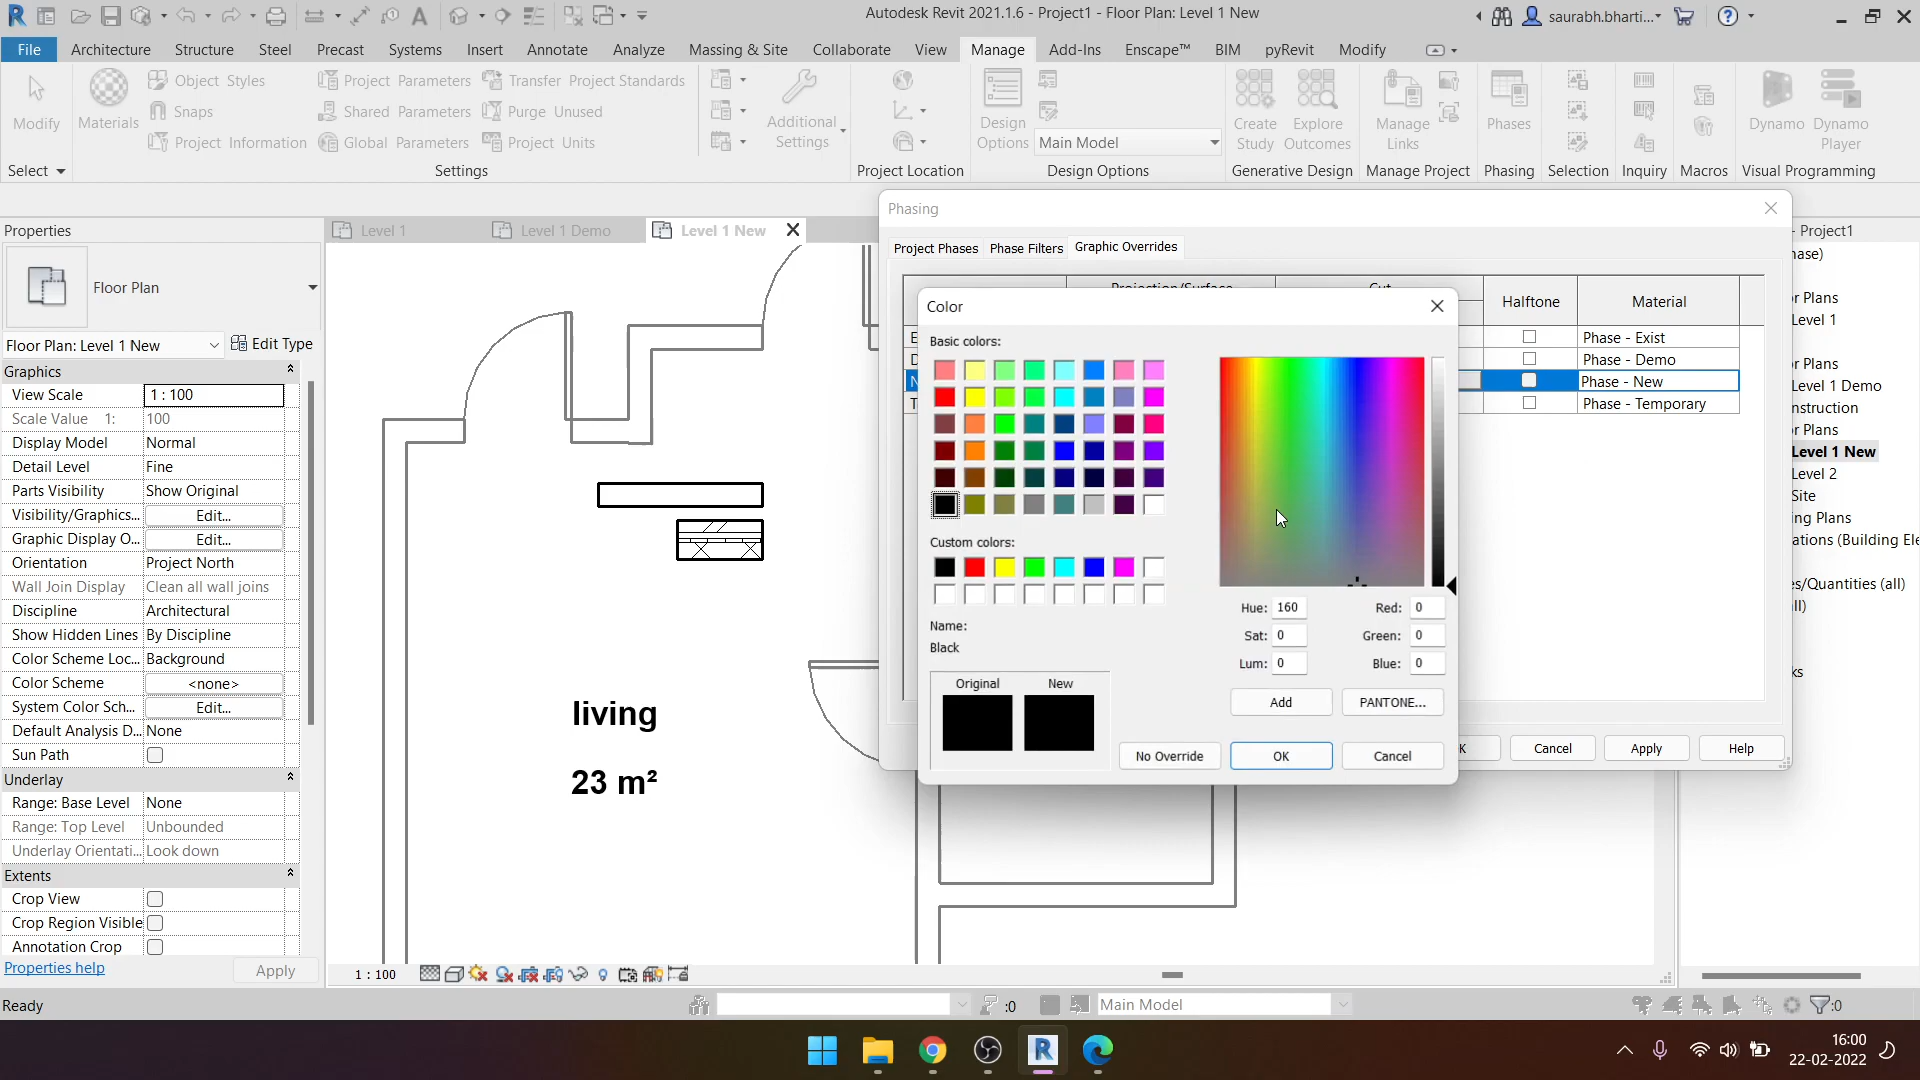 Autodesk Revit 2021.1.6 - Project1 - Floor Plan: Level 1 New
saurabh.bharti...
File Architecture Structure Steel Precast Systems Insert Annotate Analyze Massing & Site Collaborate View Manage Add-Ins Enscape™ BIM pyRevit Modify
Modify
Materials
Object Styles
Snaps
Project Information
Project Parameters
Shared Parameters
Global Parameters
Transfer Project Standards
Purge Unused
Project Units
Additional Settings
Design Options
Main Model
Create Study
Explore Outcomes
Manage Links
Phases
Dynamo
Dynamo Player
Select
Settings
Project Location
Design Options
Generative Design
Manage Project
Phasing
Selection
Inquiry
Macros
Visual Programming
Properties
Floor Plan
Floor Plan: Level 1 New
Edit Type
Graphics
View Scale 1 : 100
Scale Value 1: 100
Display Model Normal
Detail Level Fine
Parts Visibility Show Original
Visibility/Graphics... Edit...
Graphic Display O... Edit...
Orientation Project North
Wall Join Display Clean all wall joins
Discipline Architectural
Show Hidden Lines By Discipline
Color Scheme Loc... Background
Color Scheme <none>
System Color Sch... Edit...
Default Analysis D... None
Sun Path
Underlay
Range: Base Level None
Range: Top Level Unbounded
Underlay Orientati... Look down
Extents
Crop View
Crop Region Visible
Annotation Crop
Properties help
Apply
Level 1
Level 1 Demo
Level 1 New
living
23 m²
1 : 100
Phasing
Project Phases Phase Filters Graphic Overrides
Projection/Surface Cut Halftone Material
Phase - Exist
Phase - Demo
Phase - New
Phase - Temporary
K
Cancel
Apply
Help
Color
Basic colors:
Custom colors:
Name:
Black
Original New
Hue: 160 Red: 0
Sat: 0 Green: 0
Lum: 0 Blue: 0
Add PANTONE...
No Override OK Cancel
- Project1
hase)
r Plans
Level 1
r Plans
Level 1 Demo
nstruction
r Plans
Level 1 New
Level 2
Site
ng Plans
ations (Building Ele
es/Quantities (all)
ll)
ks
Ready
:0
Main Model
:0
16:00
22-02-2022